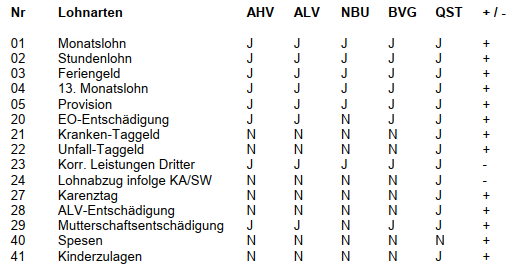 Nr Lohnarten AHV ALV NBU BVG QST + / -
01 Monatslohn J J J J J +
02 Stundenlohn J J J J J +
03 Feriengeld J J J J J +
04 13. Monatslohn J J J J J +
05 Provision J J J J J +
20 EO-Entschädigung J J N J J +
21 Kranken-Taggeld N N N N J +
22 Unfall-Taggeld N N N N J +
23 Korr. Leistungen Dritter J J J J J -
24 Lohnabzug infolge KA/SW N N N N J -
27 Karenztag N N N N J +
28 ALV-Entschädigung N N N N J +
29 Mutterschaftsentschädigung J J N J J +
40 Spesen N N N N N +
41 Kinderzulagen N N N N J +